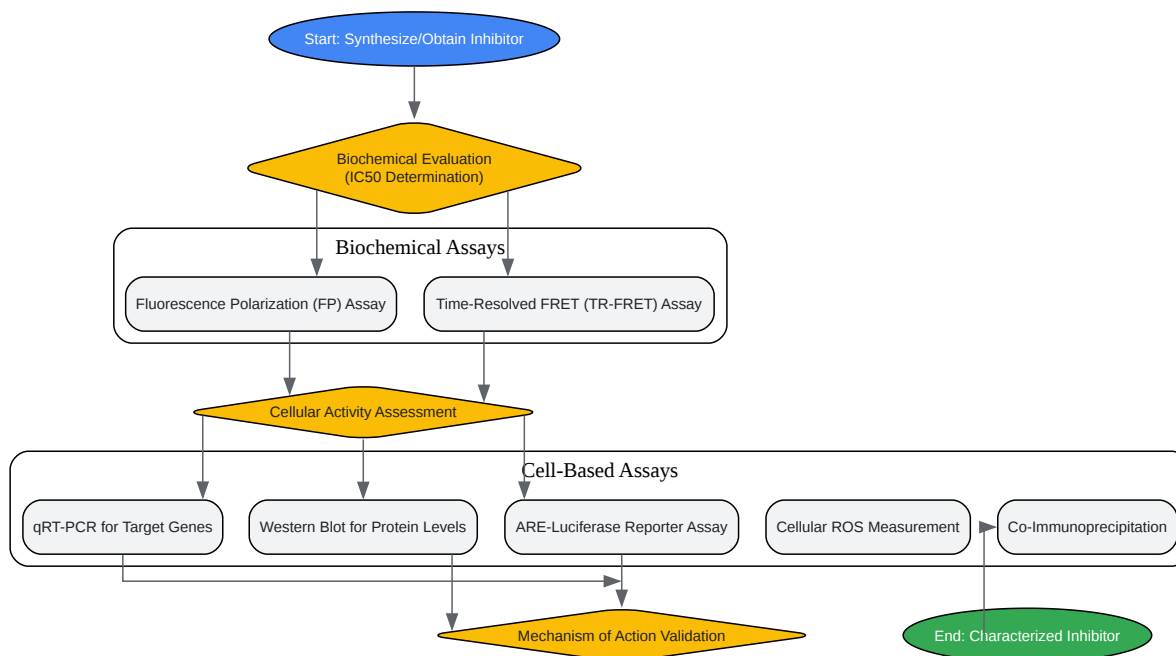 Start: Synthesize/Obtain Inhibitor
Biochemical Evaluation
(IC50 Determination)
Biochemical Assays
Fluorescence Polarization (FP) Assay
Time-Resolved FRET (TR-FRET) Assay
Cellular Activity Assessment
Cell-Based Assays
qRT-PCR for Target Genes
Western Blot for Protein Levels
ARE-Luciferase Reporter Assay
Cellular ROS Measurement
Co-Immunoprecipitation
Mechanism of Action Validation
End: Characterized Inhibitor